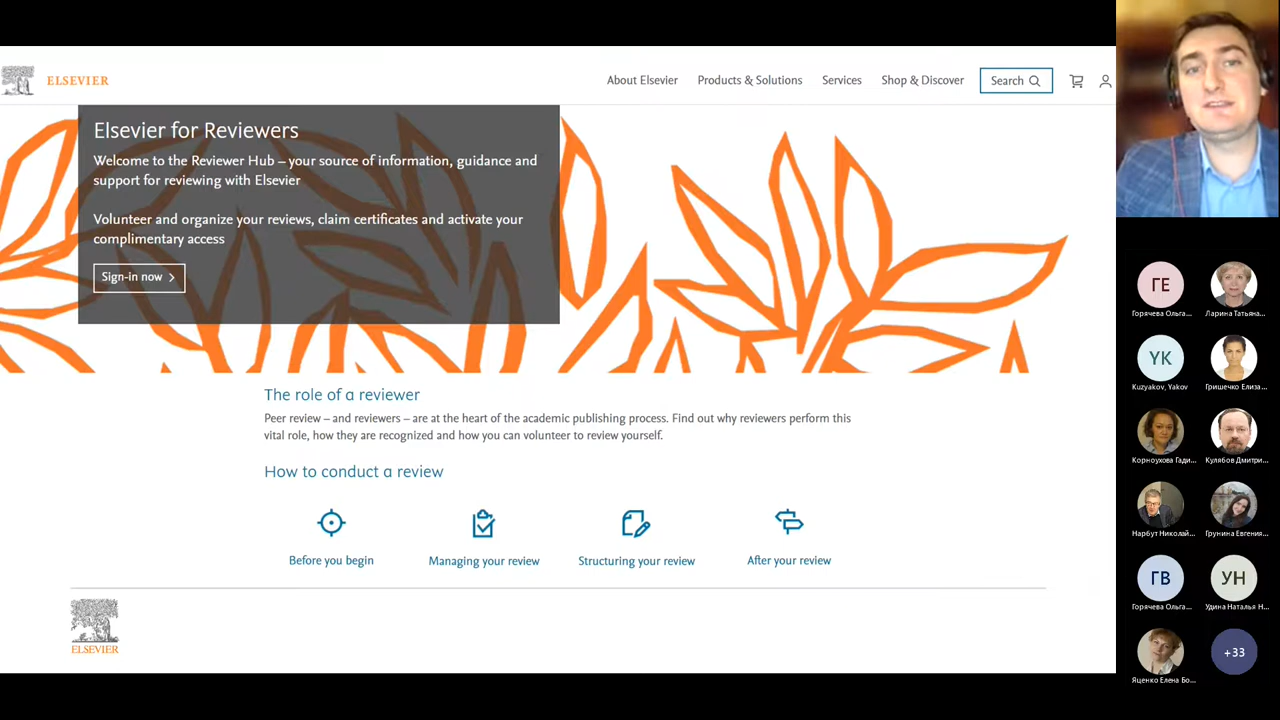 ELSEVIER
About Elsevier
Products & Solutions
Services
Shop & Discover
Search
Elsevier for Reviewers
Welcome to the Reviewer Hub – your source of information, guidance and
support for reviewing with Elsevier
Volunteer and organize your reviews, claim certificates and activate your
complimentary access
Sign-in now
The role of a reviewer
Peer review – and reviewers – are at the heart of the academic publishing process. Find out why reviewers perform this
vital role, how they are recognized and how you can volunteer to review yourself.
How to conduct a review
Before you begin
Managing your review
Structuring your review
After your review
ELSEVIER
ГЕ
Горячева Ольга...
Ларина Татьяна...
YK
Kuzyakov, Yakov
Гришечко Елиза...
Корноухова Гади...
Кулябов Дмитри...
Нарбут Николай...
Грунина Евгения...
ГВ
Горячева Ольга...
УН
Удина Наталья Н...
Яценко Елена Бо...
+33